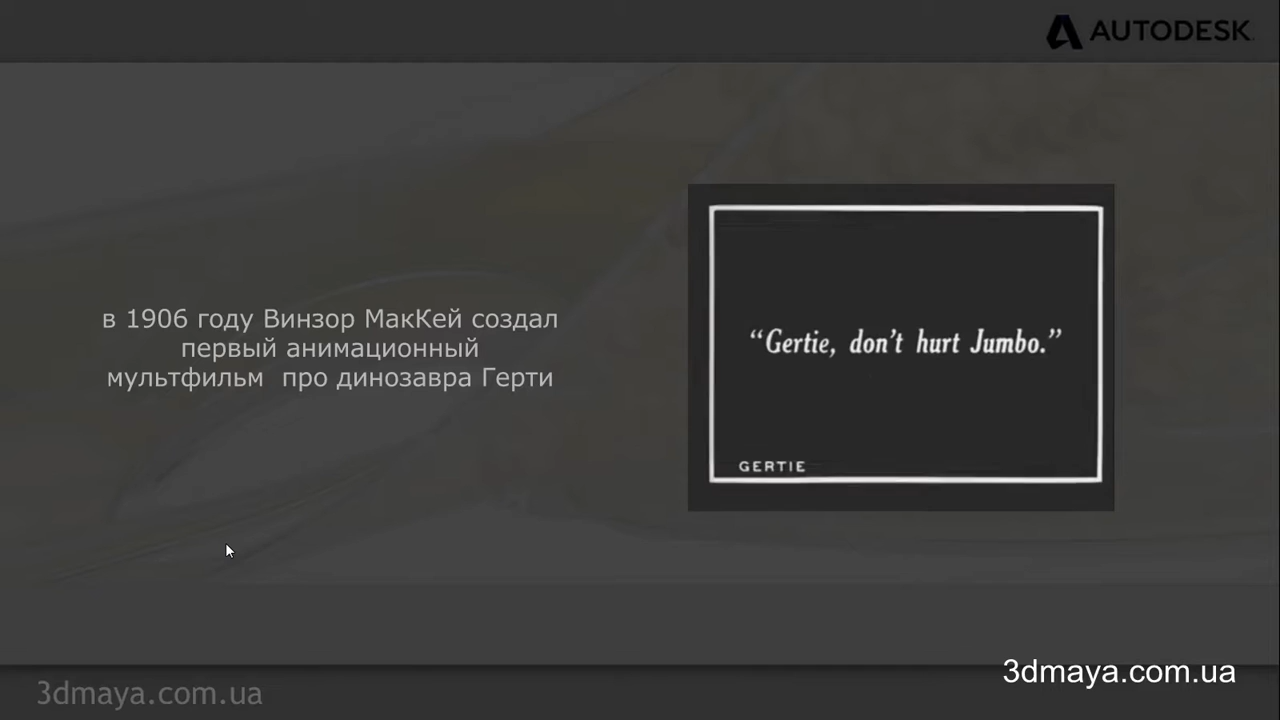 AUTODESK
в 1906 году Винзор МакКей создал
первый анимационный
мультфильм про динозавра Герти
“Gertie, don’t hurt Jumbo.”
GERTIE
3dmaya.com.ua
3dmaya.com.ua